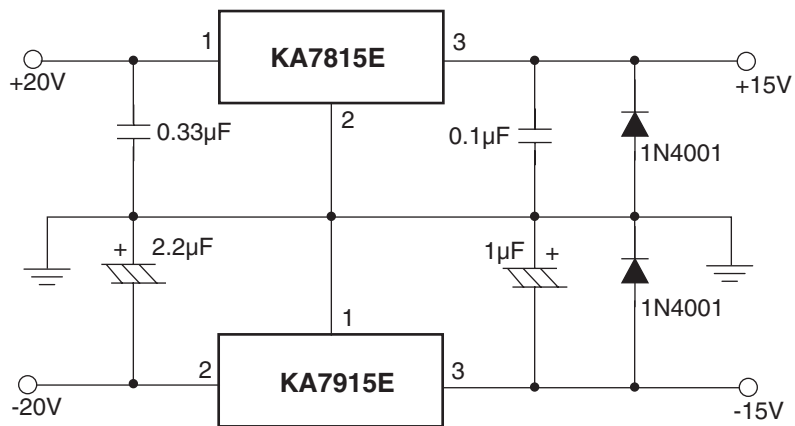 1
KA7815E
3
+20V
+15V
2
0.33µF
0.1µF
1N4001
+
2.2µF
1µF
+
1N4001
1
2
KA7915E
3
-20V
-15V